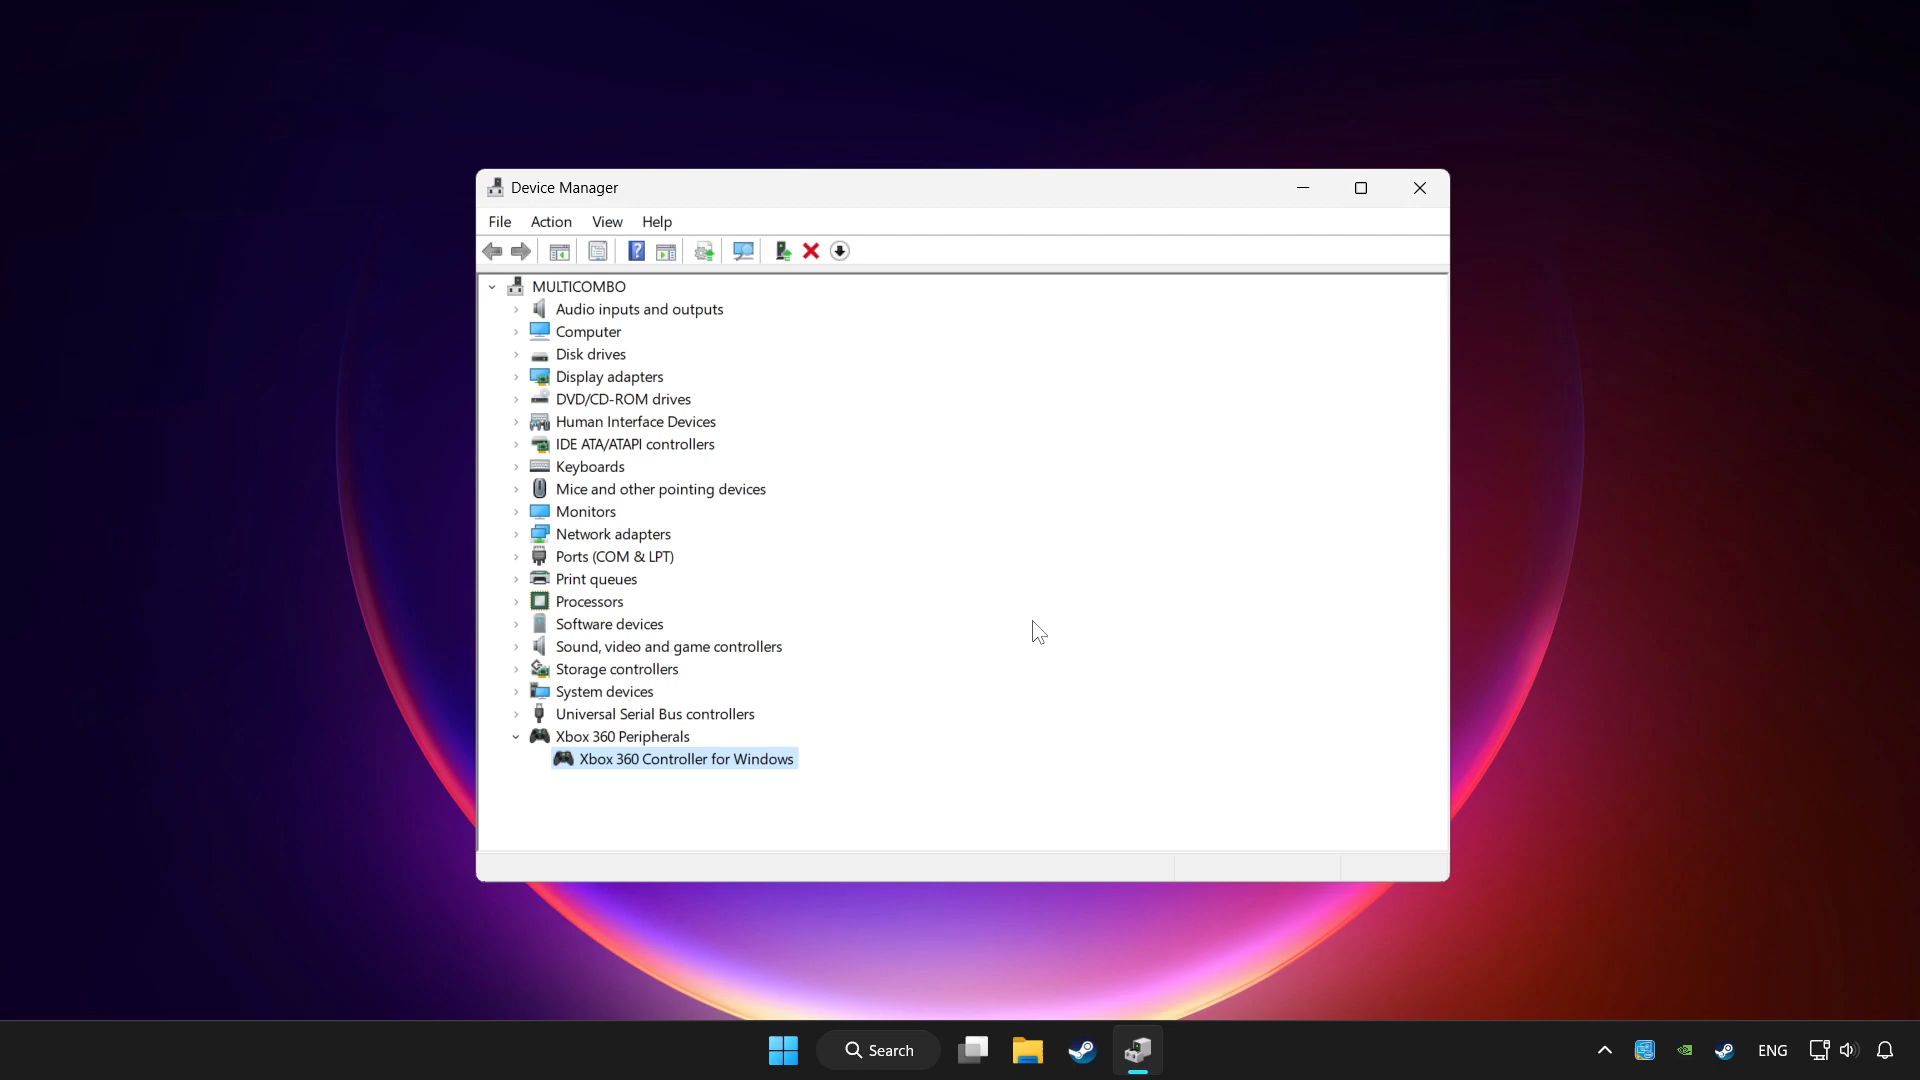 Device Manager
File Action View Help
MULTICOMBO
Audio inputs and outputs
Computer
Disk drives
Display adapters
DVD/CD-ROM drives
Human Interface Devices
IDE ATA/ATAPI controllers
Keyboards
Mice and other pointing devices
Monitors
Network adapters
Ports (COM & LPT)
Print queues
Processors
Software devices
Sound, video and game controllers
Storage controllers
System devices
Universal Serial Bus controllers
Xbox 360 Peripherals
Xbox 360 Controller for Windows
Search
ENG